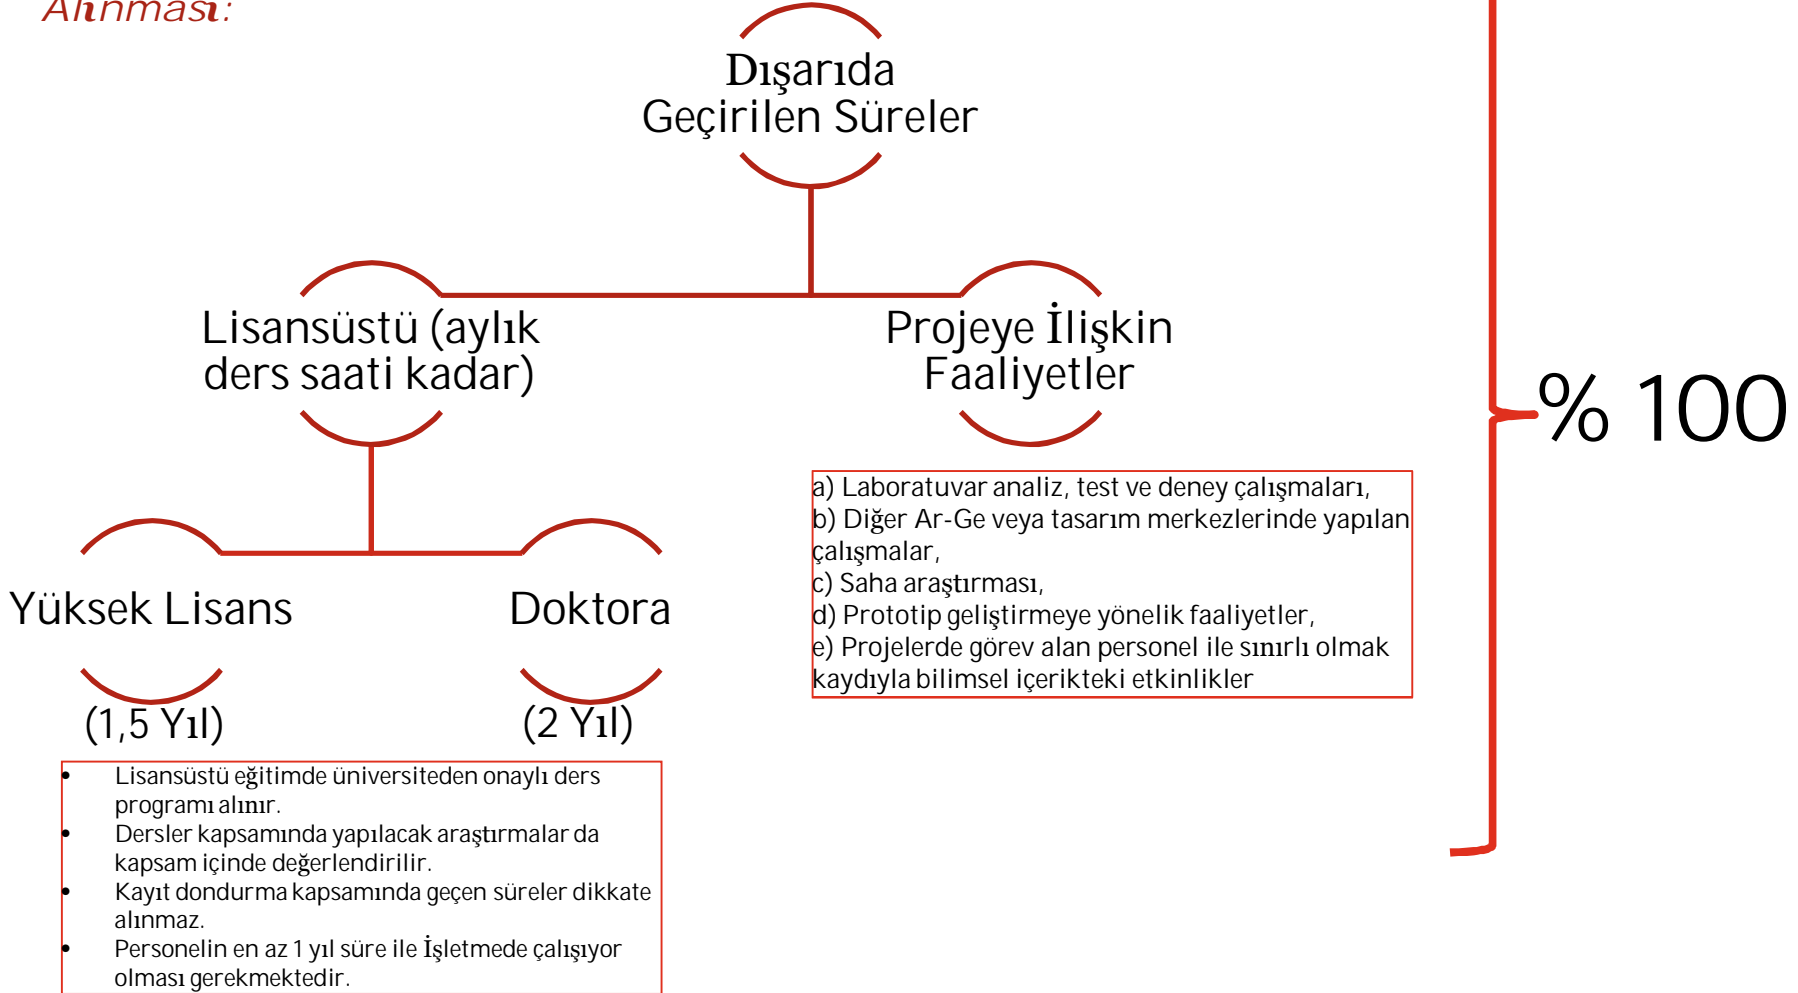 Alınması:
Dışarıda
Geçirilen Süreler
Lisansüstü (aylık
ders saati kadar)
Projeye İlişkin
Faaliyetler
% 100
a) Laboratuvar analiz, test ve deney çalışmaları,
b) Diğer Ar-Ge veya tasarım merkezlerinde yapılan
çalışmalar,
c) Saha araştırması,
d) Prototip geliştirmeye yönelik faaliyetler,
e) Projelerde görev alan personel ile sınırlı olmak
kaydıyla bilimsel içerikteki etkinlikler
Yüksek Lisans
(1,5 Yıl)
Doktora
(2 Yıl)
• Lisansüstü eğitimde üniversiteden onaylı ders
programı alınır.
• Dersler kapsamında yapılacak araştırmalar da
kapsam içinde değerlendirilir.
• Kayıt dondurma kapsamında geçen süreler dikkate
alınmaz.
• Personelin en az 1 yıl süre ile İşletmede çalışıyor
olması gerekmektedir.